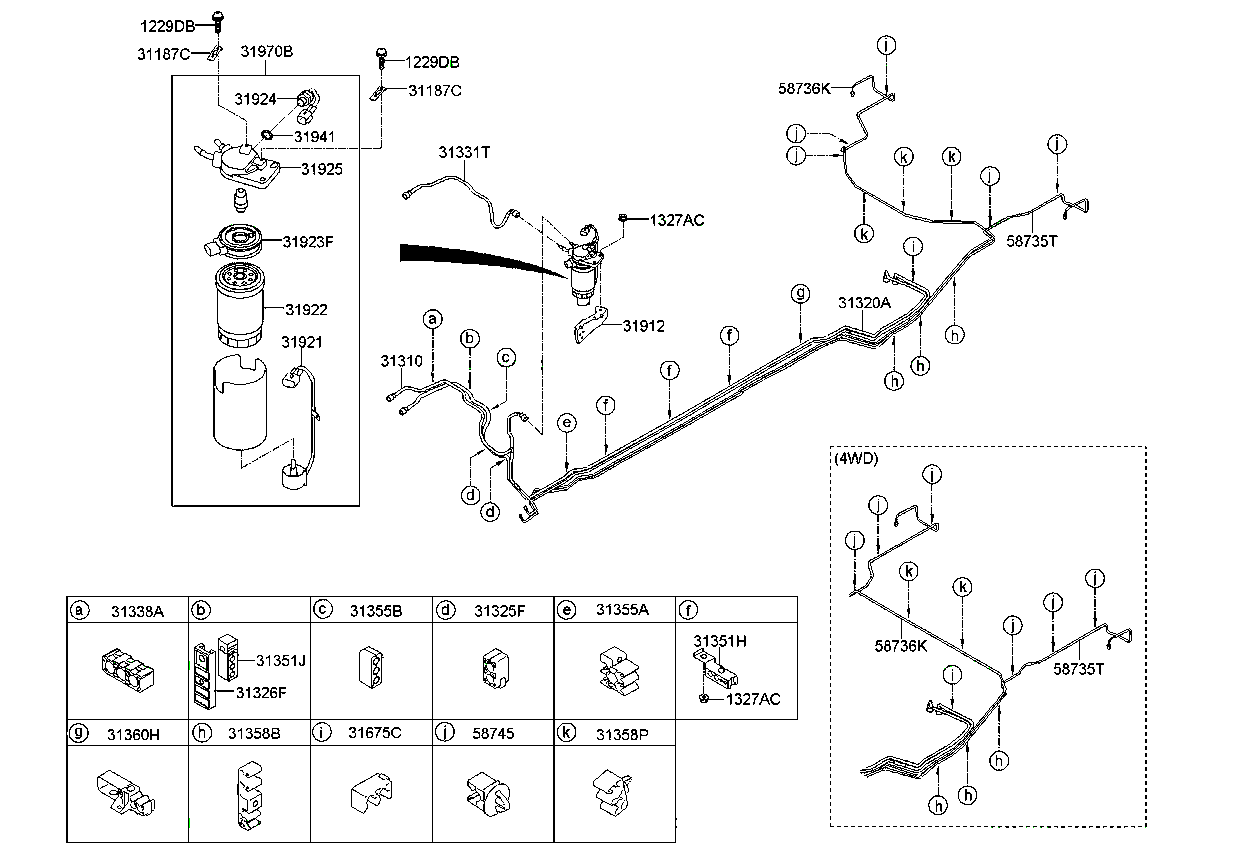 1229DB
31187C
31970B
1229DB
31187C
31924
31941
31925
31923F
31922
31921
31331T
1327AC
31912
31310
a
b
c
d
d
e
f
f
f
g
31320A
58736K
j
j
j
k
k
k
j
j
58735T
i
h
h
h
(4WD)
j
j
j
k
k
58736K
j
j
j
58735T
i
h
h
h
a 31338A
b
c 31355B
d 31325F
e 31355A
f
31351J
31326F
31351H
1327AC
g 31360H
h 31358B
i 31675C
j 58745
k 31358P